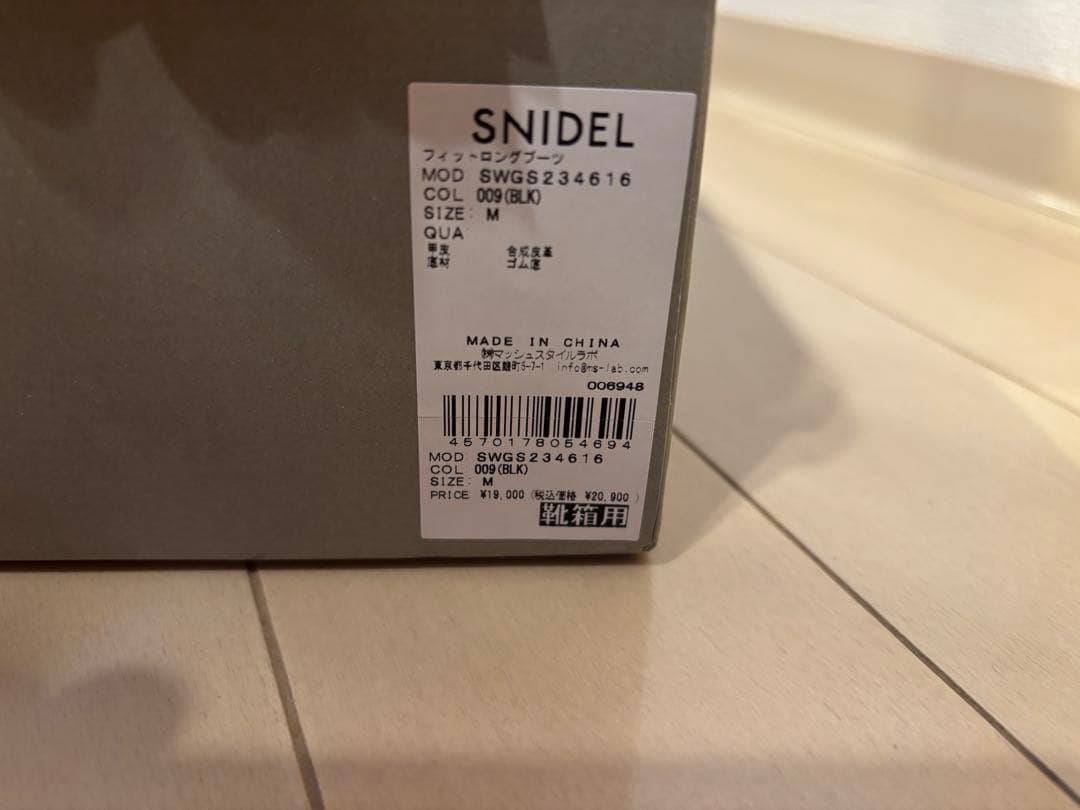 SNIDEL
フィットロングブーツ
MOD SWGS234616
COL 009(BLK)
SIZE: M
QUA
甲皮 合成皮革
底材 ゴム底
MADE IN CHINA
㈱マッシュスタイルラボ
東京都千代田区麹町5-7-1 info@ms-lab.com
006948
4570178054694
MOD: SWGS234616
COL 009(BLK)
SIZE: M
PRICE ¥19,000 (税込価格 ¥20,900 )
靴箱用